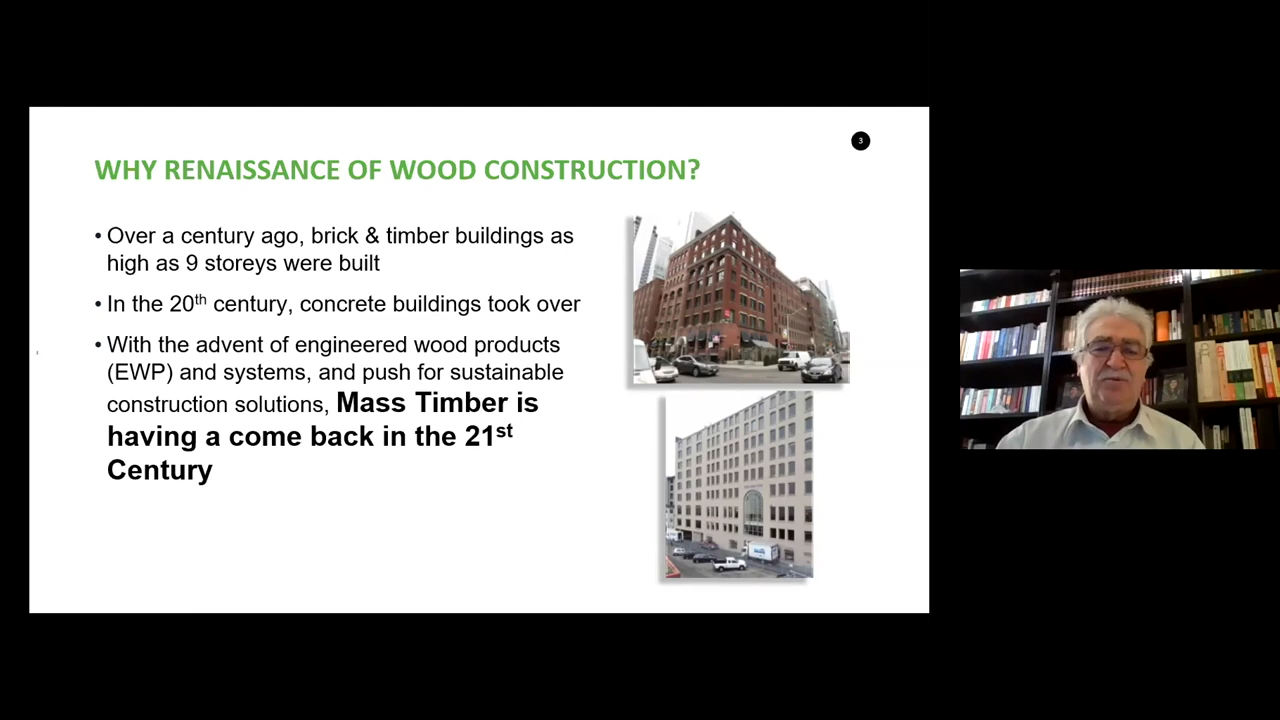 3
WHY RENAISSANCE OF WOOD CONSTRUCTION?
• Over a century ago, brick & timber buildings as
high as 9 storeys were built
• In the 20th century, concrete buildings took over
• With the advent of engineered wood products
(EWP) and systems, and push for sustainable
construction solutions, Mass Timber is
having a come back in the 21st
Century